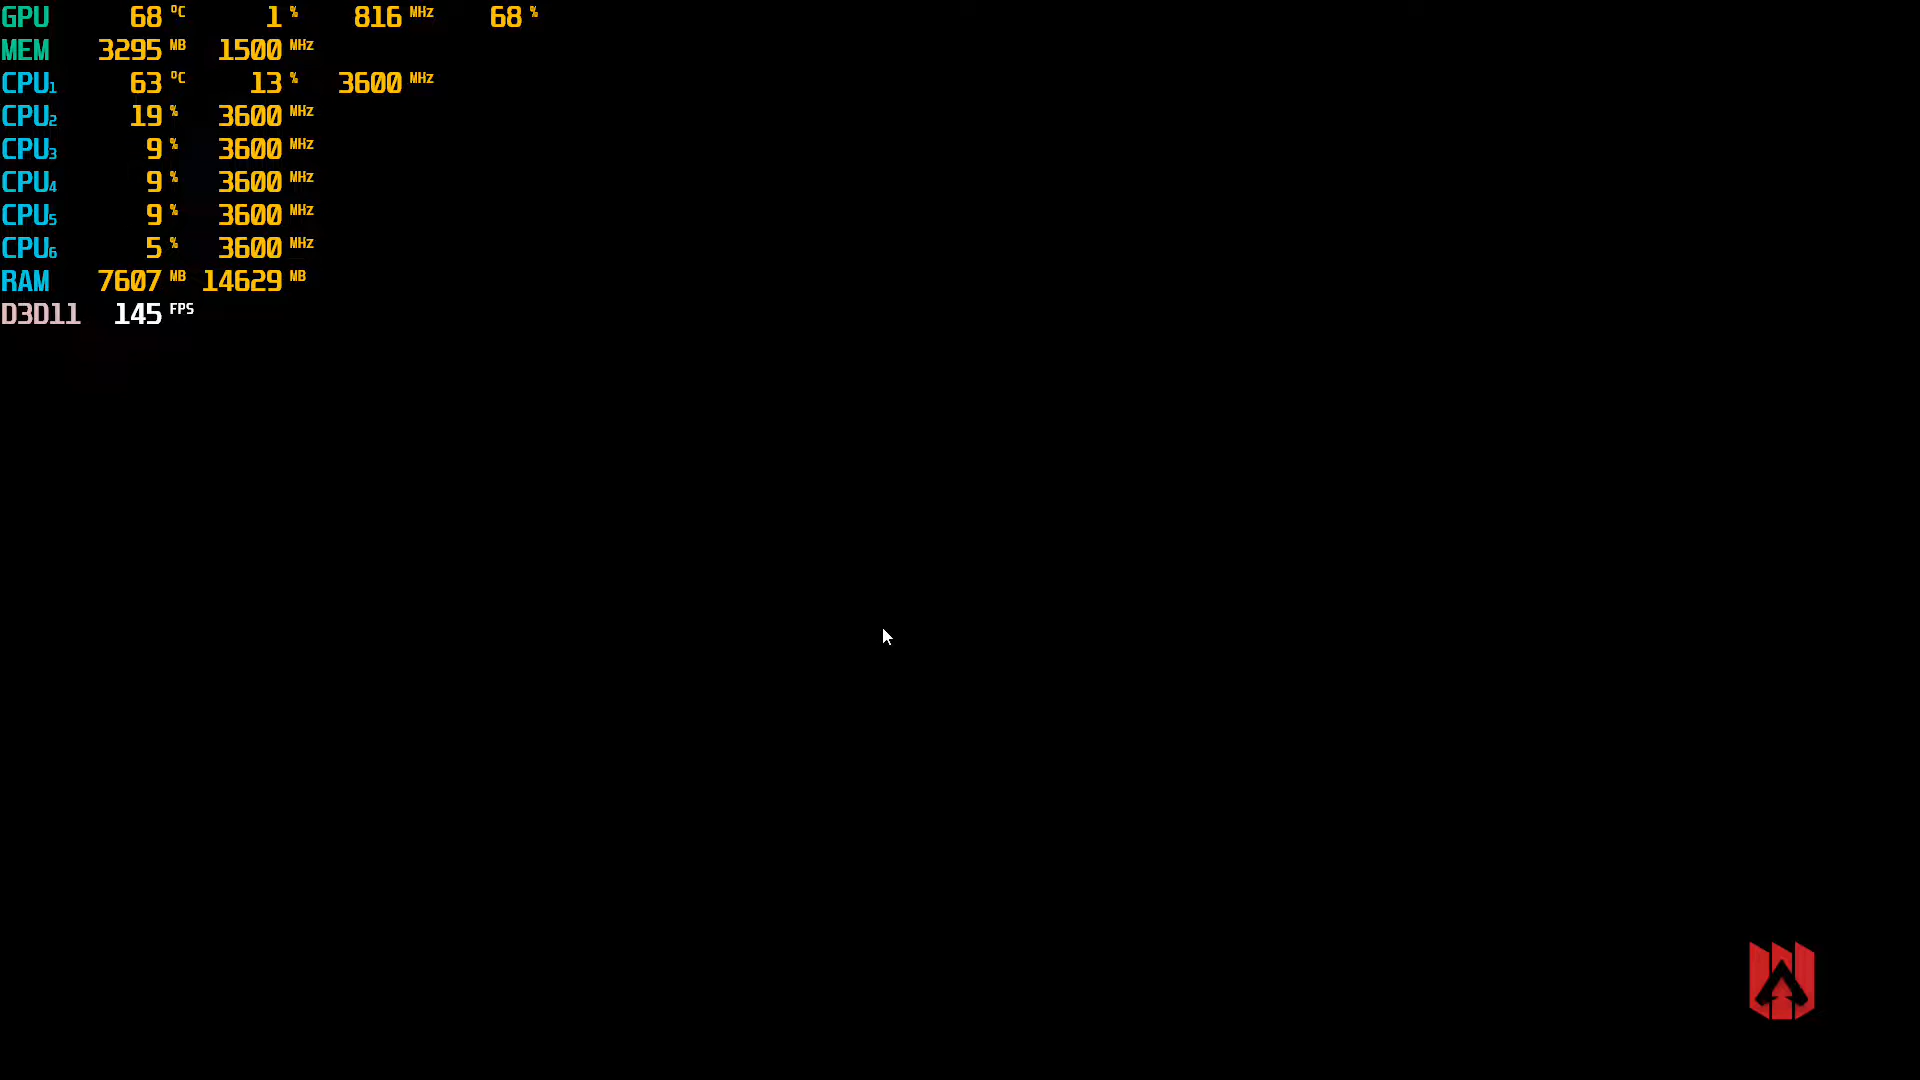 GPU 68 °C 1 % 816 MHz 68 %
MEM 3295 MB 1500 MHz
CPU1 63 °C 13 % 3600 MHz
CPU2 19 % 3600 MHz
CPU3 9 % 3600 MHz
CPU4 9 % 3600 MHz
CPU5 9 % 3600 MHz
CPU6 5 % 3600 MHz
RAM 7607 MB 14629 MB
D3D11 145 FPS